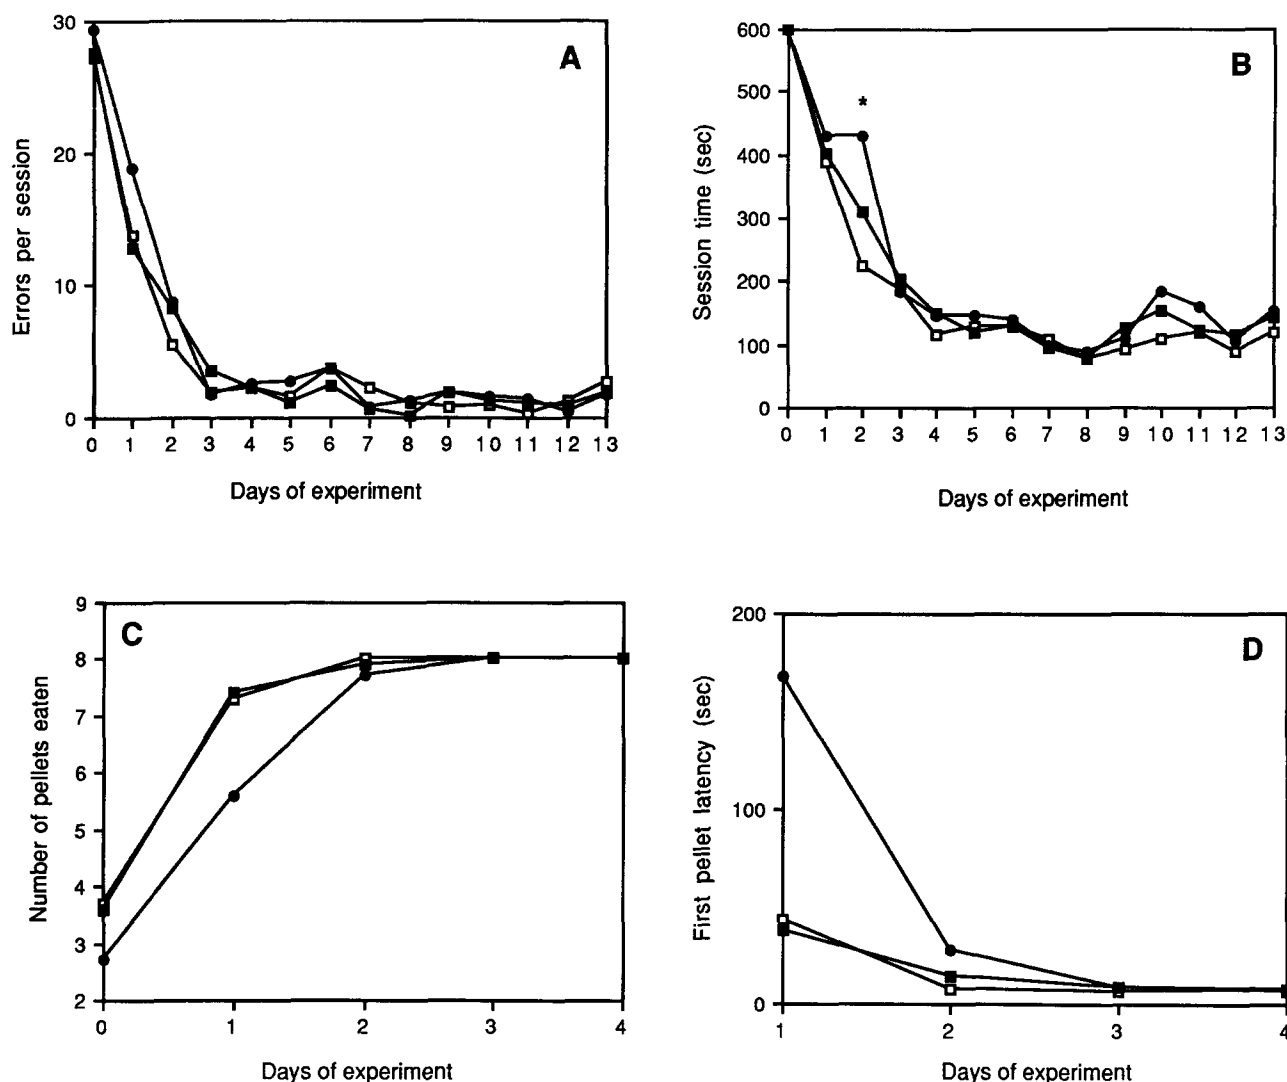 A
Errors per session
30
20
10
0
0 1 2 3 4 5 6 7 8 9 10 11 12 13
Days of experiment
B
Session time (sec)
600
500
400
300
200
100
0
*
0 1 2 3 4 5 6 7 8 9 10 11 12 13
Days of experiment
C
Number of pellets eaten
9
8
7
6
5
4
3
2
0 1 2 3 4
Days of experiment
D
First pellet latency (sec)
200
100
0
1 2 3 4
Days of experiment